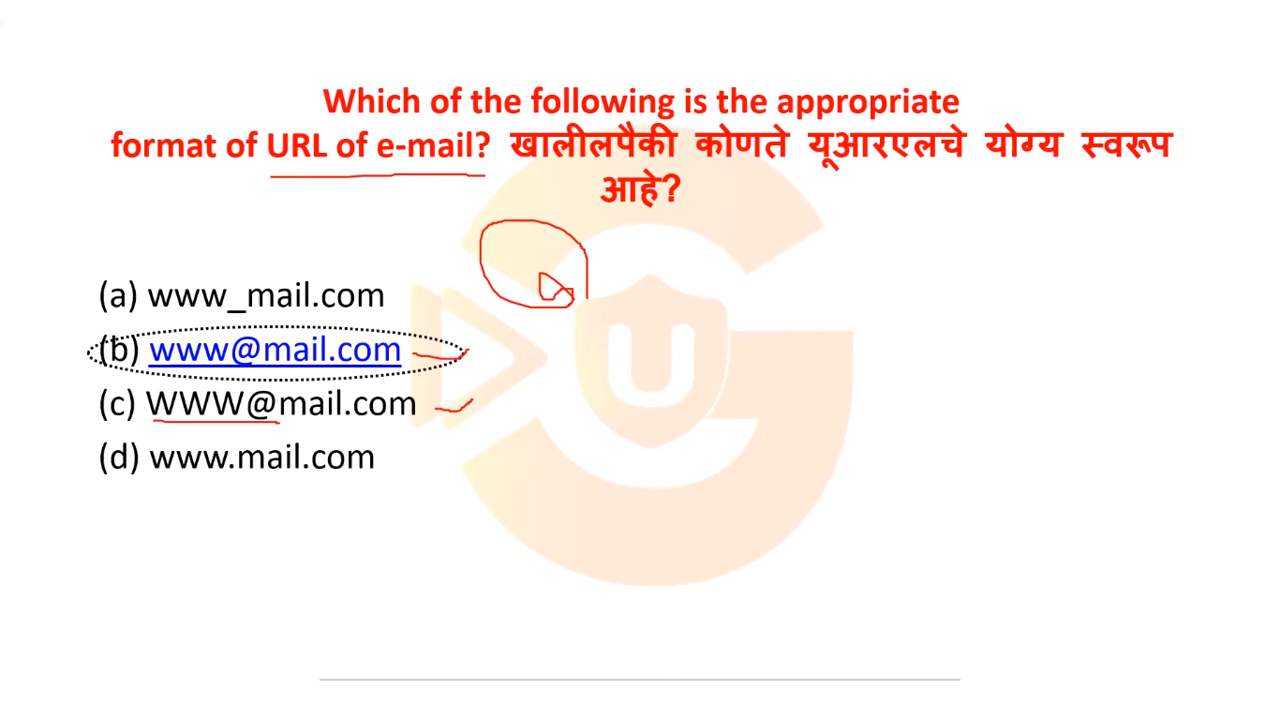 Which of the following is the appropriate
format of URL of e-mail? खालीलपैकी कोणते यूआरएलचे योग्य स्वरूप
आहे?
(a) www_mail.com
(b) www@mail.com
(c) WWW@mail.com
(d) www.mail.com